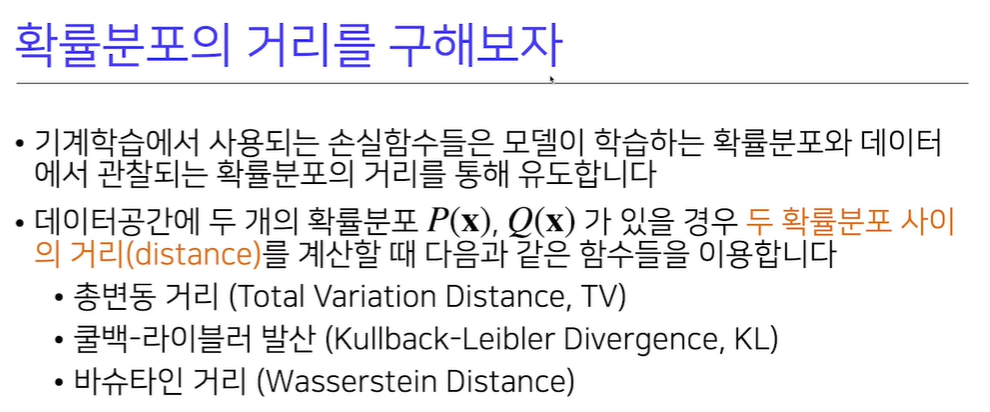 확률분포의 거리를 구해보자
• 기계학습에서 사용되는 손실함수들은 모델이 학습하는 확률분포와 데이터
에서 관찰되는 확률분포의 거리를 통해 유도합니다
• 데이터공간에 두 개의 확률분포 P(x), Q(x) 가 있을 경우 두 확률분포 사이
의 거리(distance)를 계산할 때 다음과 같은 함수들을 이용합니다
• 총변동 거리 (Total Variation Distance, TV)
• 쿨백-라이블러 발산 (Kullback-Leibler Divergence, KL)
• 바슈타인 거리 (Wasserstein Distance)